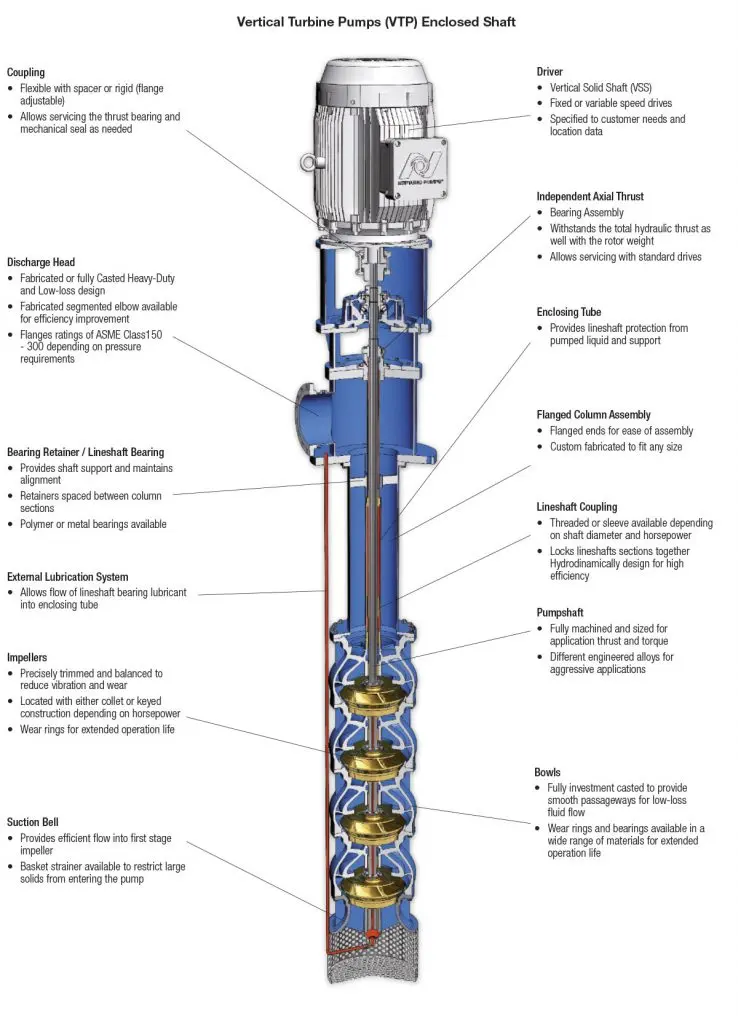 Vertical Turbine Pumps (VTP) Enclosed Shaft
Coupling
• Flexible with spacer or rigid (flange
adjustable)
• Allows servicing the thrust bearing and
mechanical seal as needed
Discharge Head
• Fabricated or fully Casted Heavy-Duty
and Low-loss design
• Fabricated segmented elbow available
for efficiency improvement
• Flanges ratings of ASME Class150
- 300 depending on pressure
requirements
Bearing Retainer / Lineshaft Bearing
• Provides shaft support and maintains
alignment
• Retainers spaced between column
sections
• Polymer or metal bearings available
External Lubrication System
• Allows flow of lineshaft bearing lubricant
into enclosing tube
Impellers
• Precisely trimmed and balanced to
reduce vibration and wear
• Located with either collet or keyed
construction depending on horsepower
• Wear rings for extended operation life
Suction Bell
• Provides efficient flow into first stage
impeller
• Basket strainer available to restrict large
solids from entering the pump
Driver
• Vertical Solid Shaft (VSS)
• Fixed or variable speed drives
• Specified to customer needs and
location data
Independent Axial Thrust
• Bearing Assembly
• Withstands the total hydraulic thrust as
well with the rotor weight
• Allows servicing with standard drives
Enclosing Tube
• Provides lineshaft protection from
pumped liquid and support
Flanged Column Assembly
• Flanged ends for ease of assembly
• Custom fabricated to fit any size
Lineshaft Coupling
• Threaded or sleeve available depending
on shaft diameter and horsepower
• Locks lineshafts sections together
Hydrodinamically design for high
efficiency
Pumpshaft
• Fully machined and sized for
application thrust and torque
• Different engineered alloys for
aggressive applications
Bowls
• Fully investment casted to provide
smooth passageways for low-loss
fluid flow
• Wear rings and bearings available in a
wide range of materials for extended
operation life